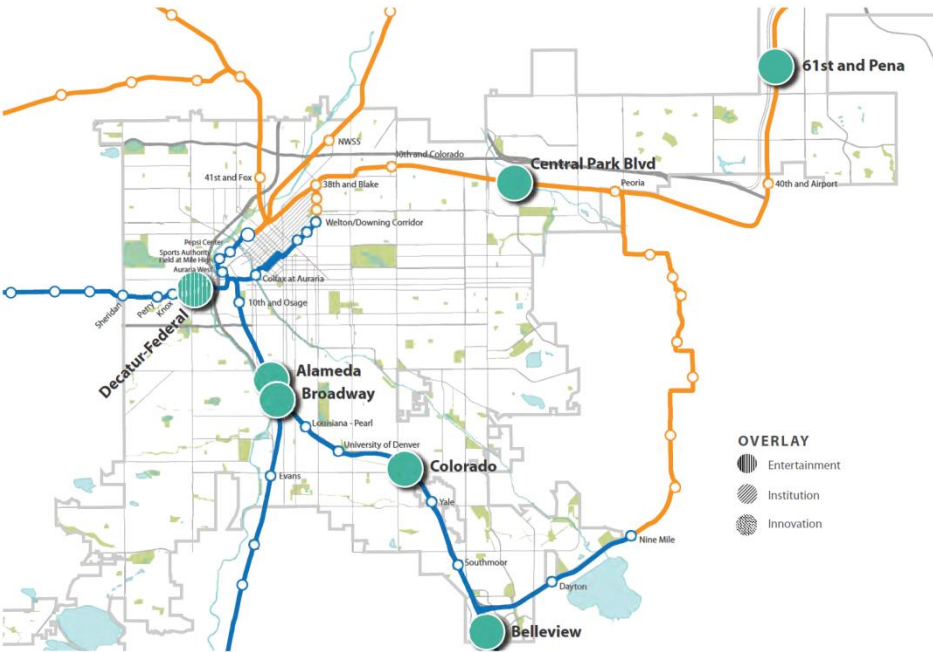 61st and Pena
NWSS
40th and Colorado
Central Park Blvd
41st and Fox
38th and Blake
Peoria
40th and Airport
Welton/Downing Corridor
Pepsi Center
Sports Authority
Field at Mile High
Auraria West
Colfax at Auraria
Sheridan
Perry
Knox
10th and Osage
Decatur-Federal
Alameda
Broadway
Louisiana - Pearl
University of Denver
OVERLAY
Entertainment
Colorado
Evans
Institution
Yale
Innovation
Nine Mile
Southmoor
Dayton
Belleview